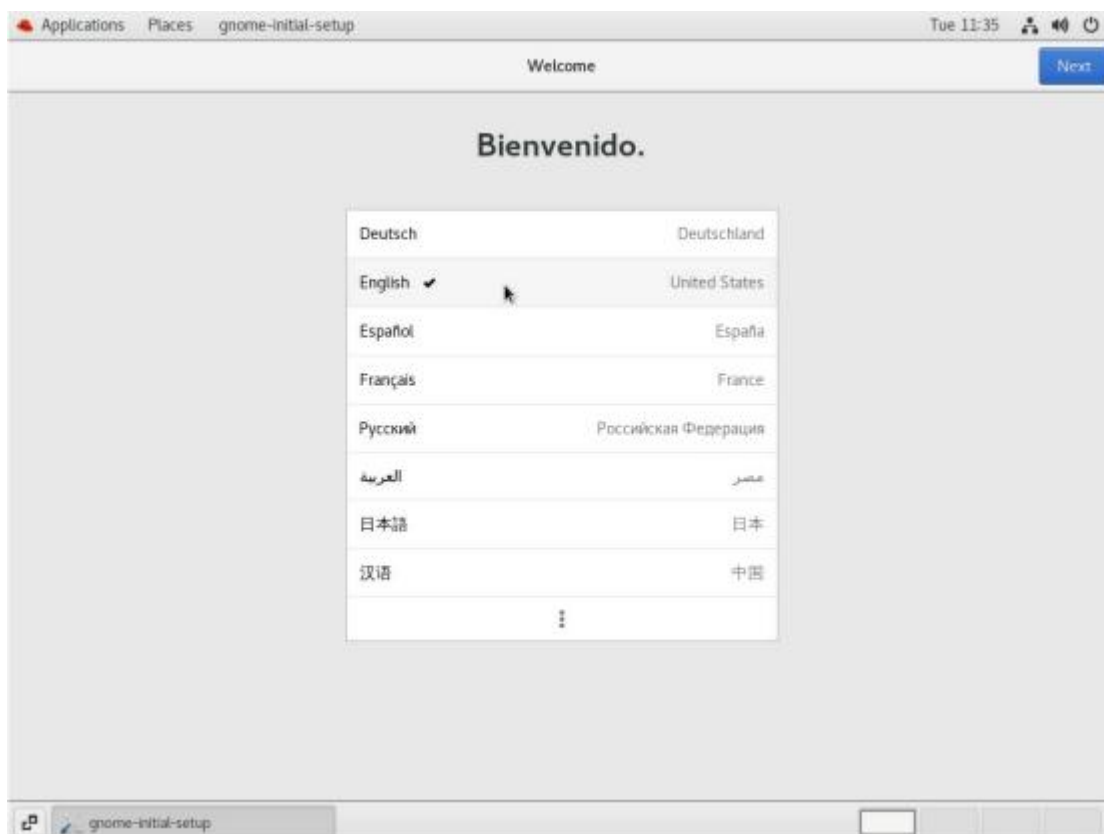 Applications Places gnome-initial-setup Tue 11:35
Welcome Next
Bienvenido.
Deutsch Deutschland
English United States
Español España
Français France
Русский Российская Федерация
العربية مصر
日本語 日本
汉语 中国
gnome-initial-setup